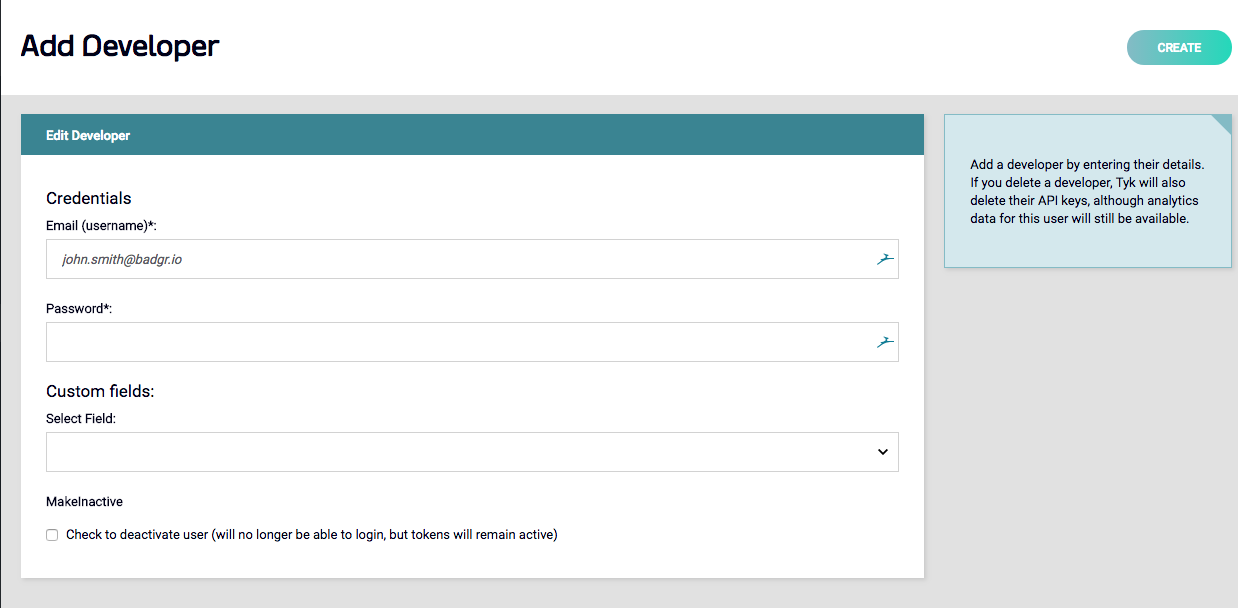 Add Developer
CREATE
Edit Developer
Credentials
Email (username)*:
john.smith@badgr.io
Password*:
Custom fields:
Select Field:
MakeInactive
Check to deactivate user (will no longer be able to login, but tokens will remain active)
Add a developer by entering their details.
If you delete a developer, Tyk will also
delete their API keys, although analytics
data for this user will still be available.